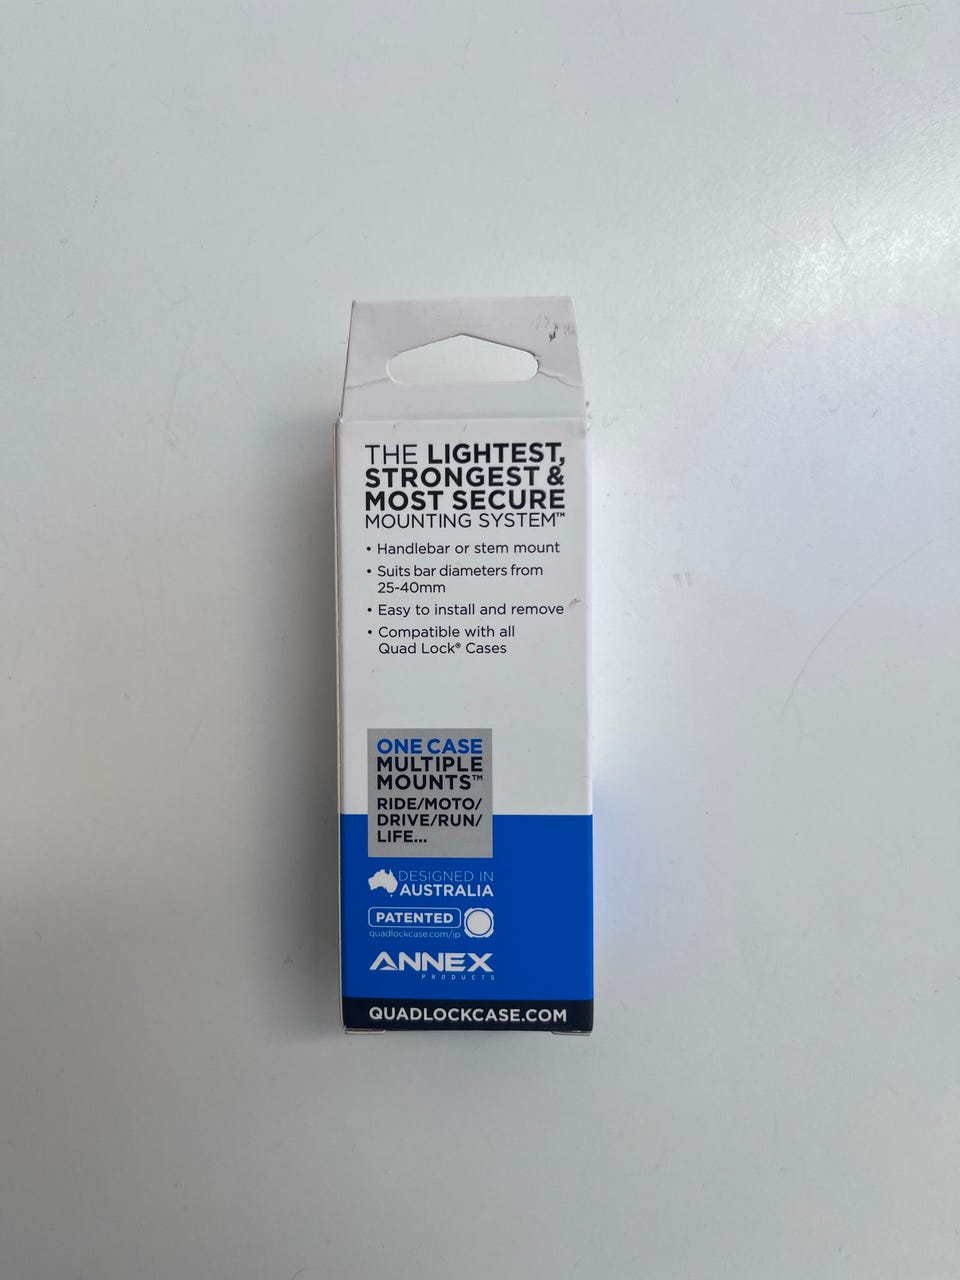 THE LIGHTEST,
STRONGEST &
MOST SECURE
MOUNTING SYSTEM™
• Handlebar or stem mount
• Suits bar diameters from
25-40mm
• Easy to install and remove
• Compatible with all
Quad Lock® Cases
ONE CASE
MULTIPLE
MOUNTS™
RIDE/MOTO/
DRIVE/RUN/
LIFE...
DESIGNED IN
AUSTRALIA
PATENTED
quadlockcase.com/ip
ANNEX
PRODUCTS
QUADLOCKCASE.COM